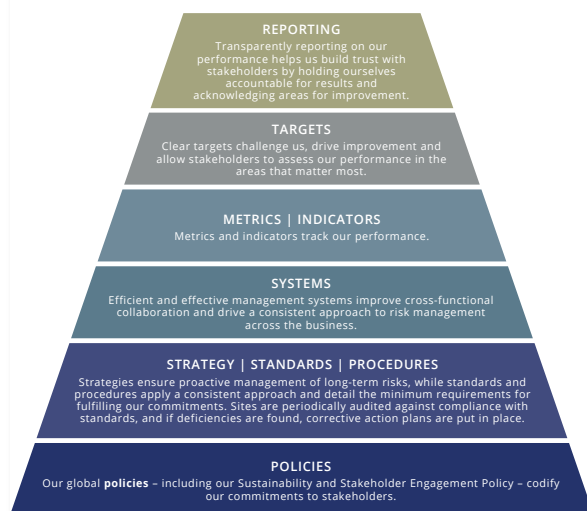 REPORTING
Transparently reporting on our
performance helps us build trust with
stakeholders by holding ourselves
accountable for results and
acknowledging areas for improvement.
TARGETS
Clear targets challenge us, drive improvement and
allow stakeholders to assess our performance in the
areas that matter most.
METRICS | INDICATORS
Metrics and indicators track our performance.
SYSTEMS
Efficient and effective management systems improve cross-functional
collaboration and drive a consistent approach to risk management
across the business.
STRATEGY | STANDARDS | PROCEDURES
Strategies ensure proactive management of long-term risks, while standards and
procedures apply a consistent approach and detail the minimum requirements for
fulfilling our commitments. Sites are periodically audited against compliance with
standards, and if deficiencies are found, corrective action plans are put in place.
POLICIES
Our global policies – including our Sustainability and Stakeholder Engagement Policy – codify
our commitments to stakeholders.